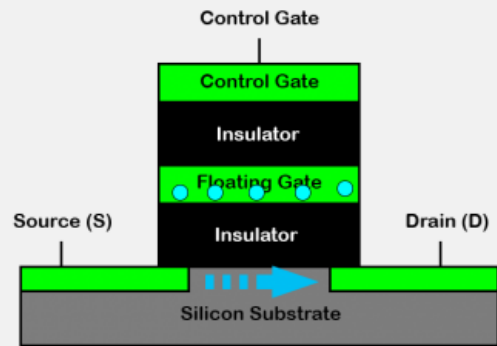 Control Gate
Control Gate
Insulator
Floating Gate
Source (S)
Insulator
Drain (D)
Silicon Substrate